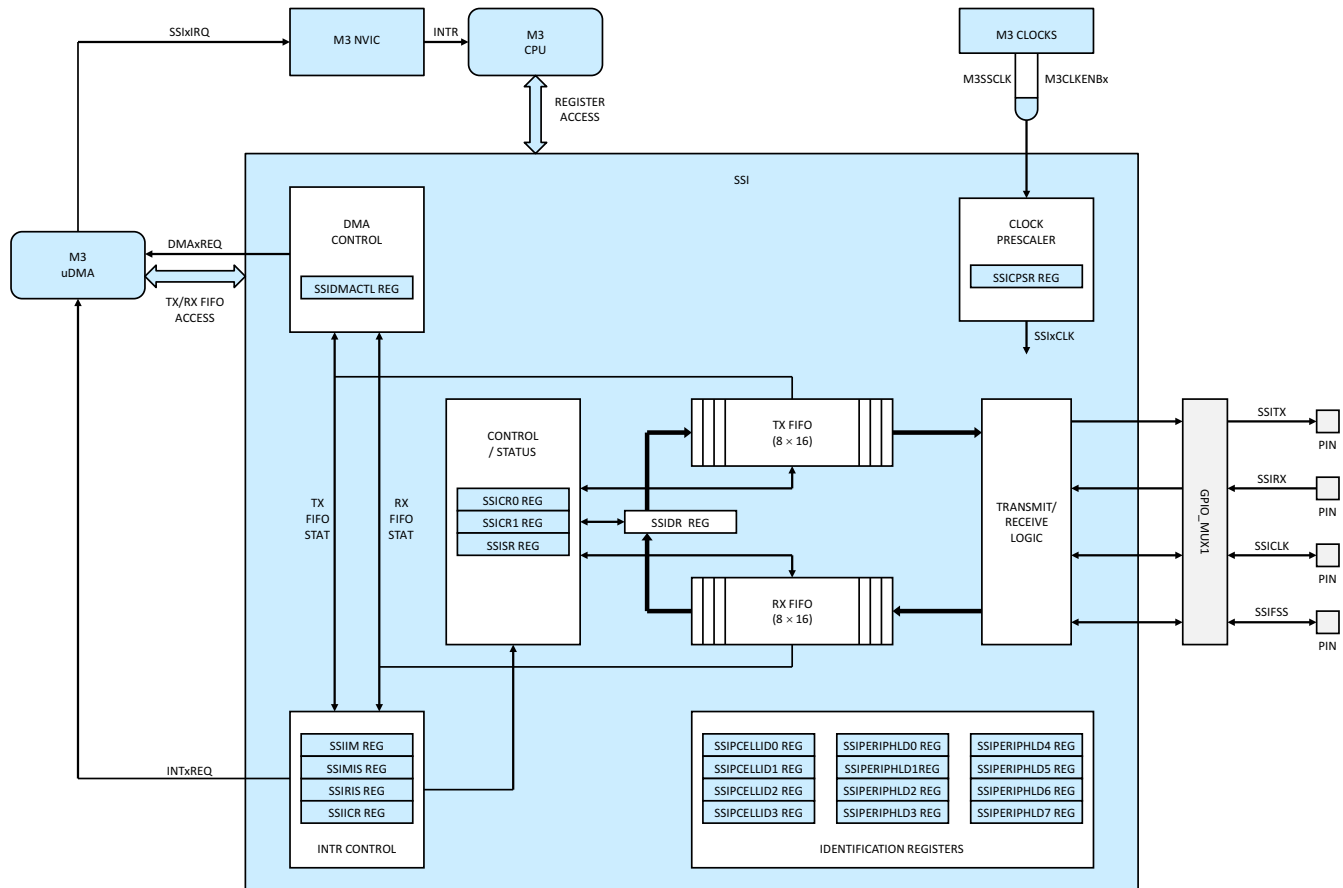 SSIxIRQ
M3 NVIC
INTR
M3
CPU
M3 CLOCKS
M3SSCLK
M3CLKENBx
REGISTER
ACCESS
SSI
DMA
CONTROL
SSIDMACTL REG
CLOCK
PRESCALER
SSICPSR REG
SSIxCLK
M3
uDMA
DMAxREQ
TX/RX FIFO
ACCESS
CONTROL
/ STATUS
SSICR0 REG
SSICR1 REG
SSISR REG
TX
FIFO
STAT
RX
FIFO
STAT
TX FIFO
(8 × 16)
SSIDR REG
RX FIFO
(8 × 16)
TRANSMIT/
RECEIVE
LOGIC
GPIO_MUX1
SSITX
PIN
SSIRX
PIN
SSICLK
PIN
SSIFSS
PIN
INTxREQ
SSIIM REG
SSIMIS REG
SSIRIS REG
SSIICR REG
INTR CONTROL
SSIPCELLID0 REG
SSIPCELLID1 REG
SSIPCELLID2 REG
SSIPCELLID3 REG
SSIPERIPHLD0 REG
SSIPERIPHLD1REG
SSIPERIPHLD2 REG
SSIPERIPHLD3 REG
SSIPERIPHLD4 REG
SSIPERIPHLD5 REG
SSIPERIPHLD6 REG
SSIPERIPHLD7 REG
IDENTIFICATION REGISTERS